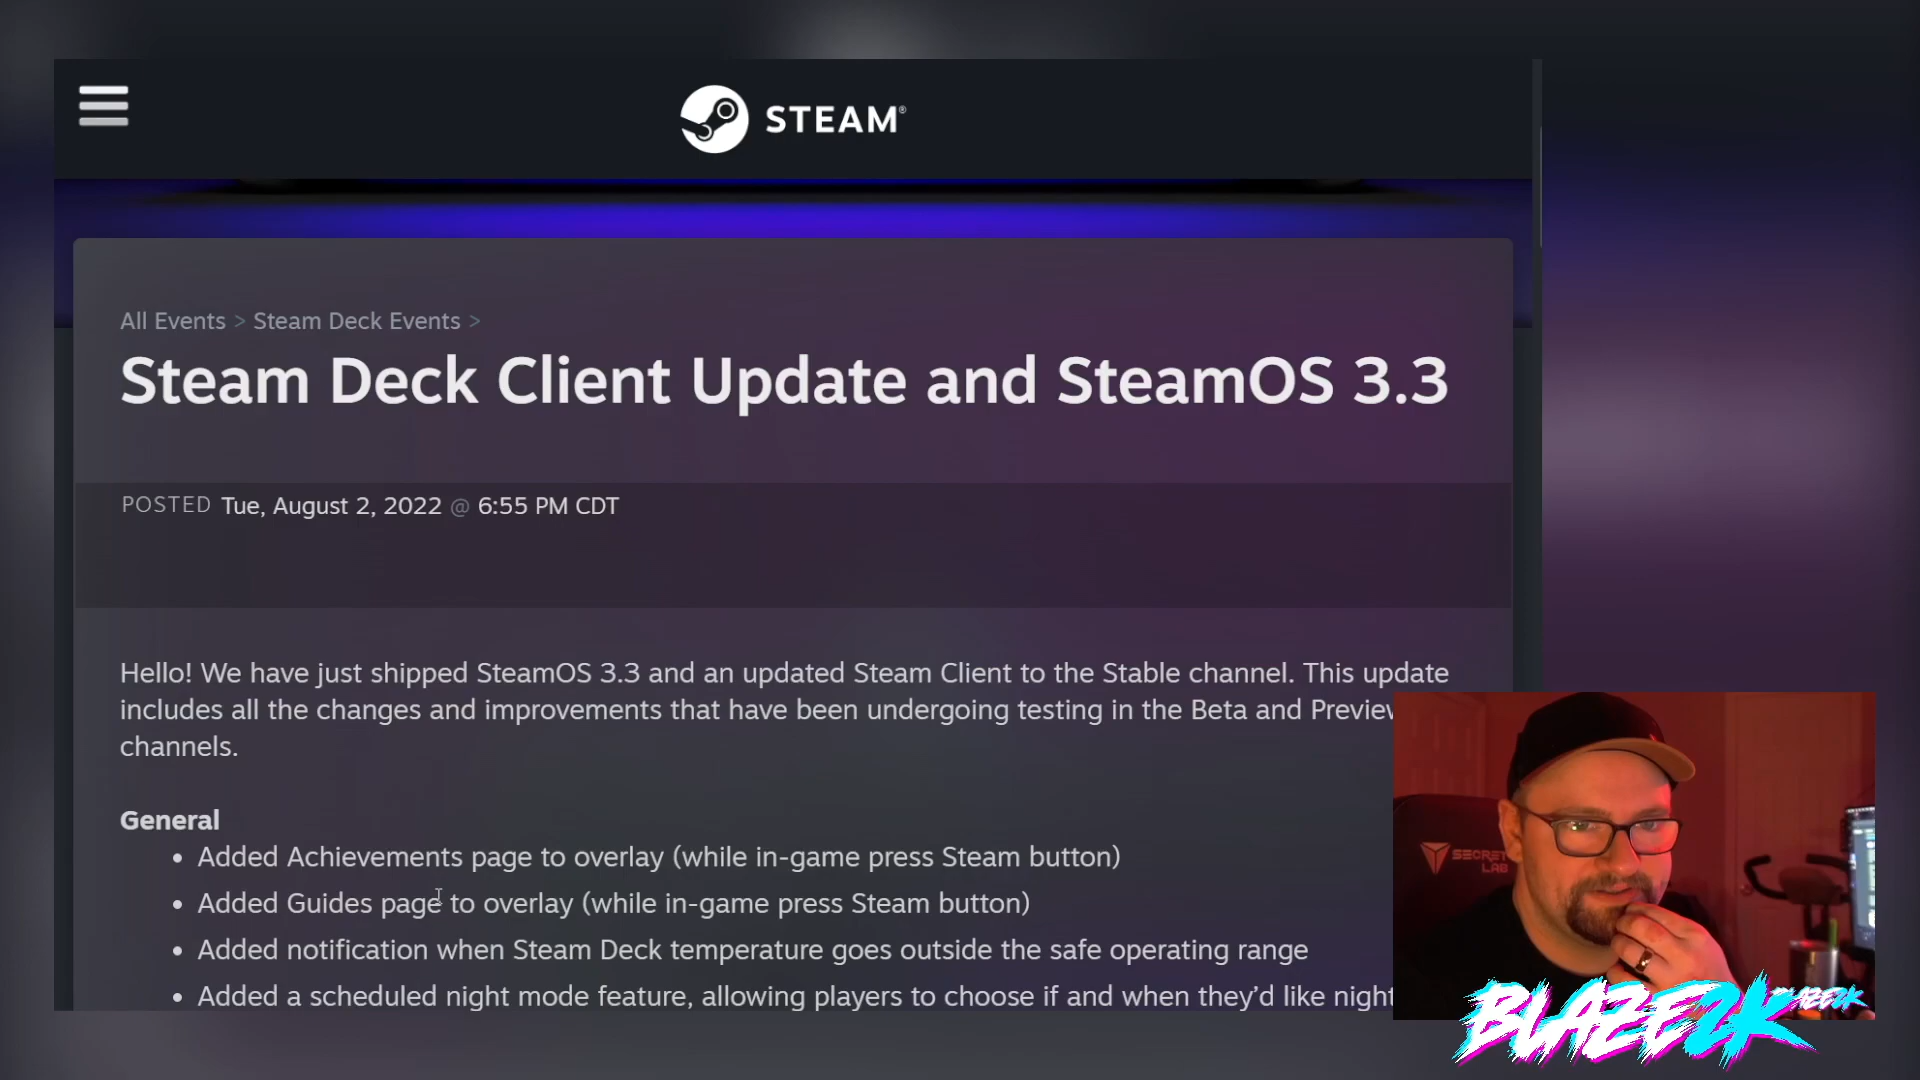 STEAM®
All Events > Steam Deck Events >
Steam Deck Client Update and SteamOS 3.3
POSTED Tue, August 2, 2022 @ 6:55 PM CDT
Hello! We have just shipped SteamOS 3.3 and an updated Steam Client to the Stable channel. This update
includes all the changes and improvements that have been undergoing testing in the Beta and Preview
channels.
General
• Added Achievements page to overlay (while in-game press Steam button)
• Added Guides page to overlay (while in-game press Steam button)
• Added notification when Steam Deck temperature goes outside the safe operating range
• Added a scheduled night mode feature, allowing players to choose if and when they'd like night
SECRET
LAB
BLAZE2K
BLAZE2K